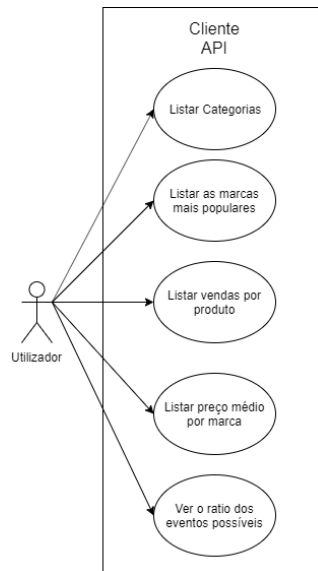 Cliente
API
Listar Categorias
Listar as marcas
mais populares
Listar vendas por
produto
Utilizador
Listar preço médio
por marca
Ver o ratio dos
eventos possíveis